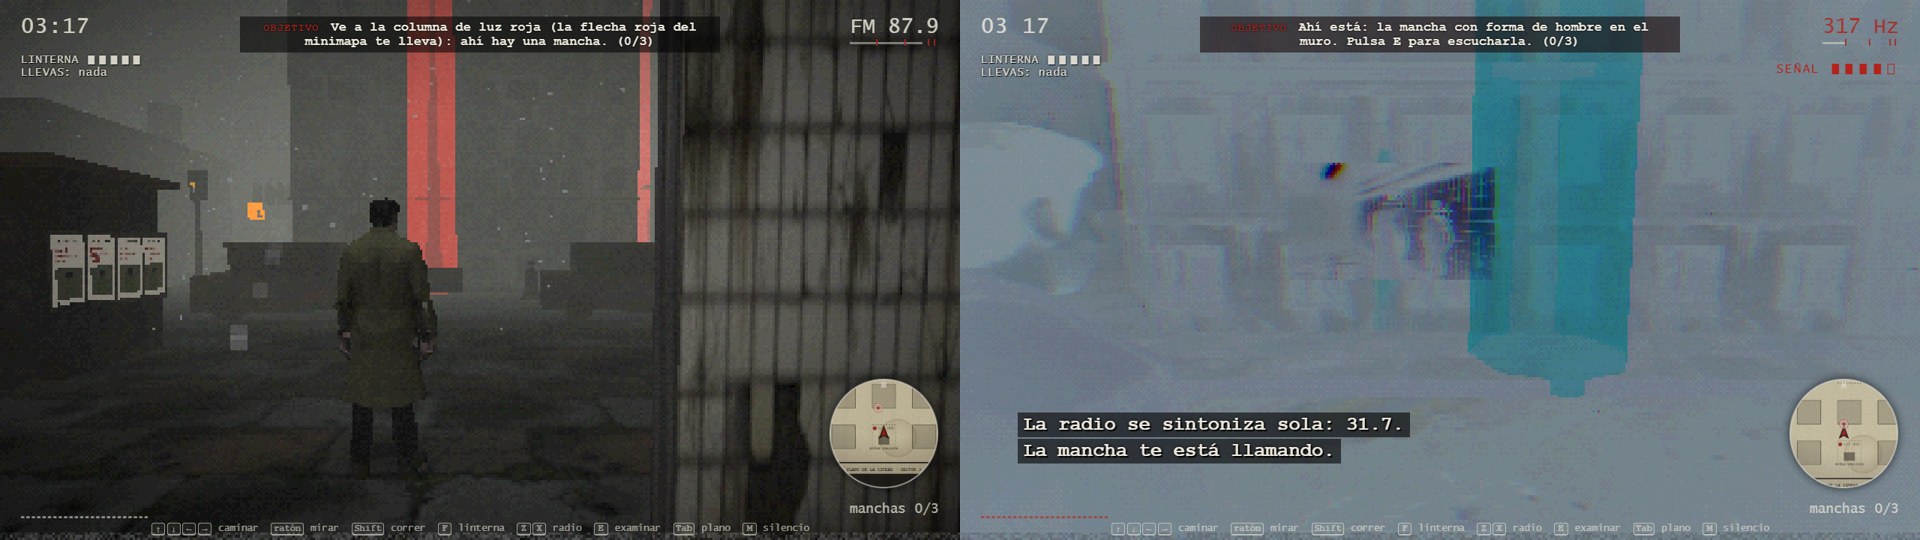 03:17
OBJETIVO Ve a la columna de luz roja (la flecha roja del
minimapa te lleva): ahí hay una mancha. (0/3)
FM 87.9
LINTERNA
LLEVAS: nada
manchas 0/3
↑ ↓ ← → caminar ratón mirar Shift correr F linterna Z X radio E examinar Tab plano M silencio
03 17
OBJETIVO Ahí está: la mancha con forma de hombre en el
muro. Pulsa E para escucharla. (0/3)
317 Hz
LINTERNA
LLEVAS: nada
SEÑAL
La radio se sintoniza sola: 31.7.
La mancha te está llamando.
manchas 0/3
↑ ↓ ← → caminar ratón mirar Shift correr F linterna Z X radio E examinar Tab plano M silencio